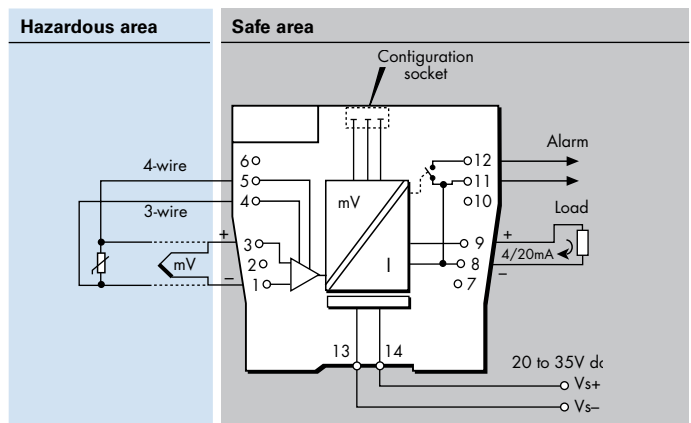 Hazardous area
Safe area
Contiguration
socket
6
12
Alarm
4-wire
5
11
4
mV
10
3-wire
Load
+
3
9
+
mV
2
I
8
4/20mA
–
1
7
–
13
14
20 to 35V dc
Vs+
Vs–